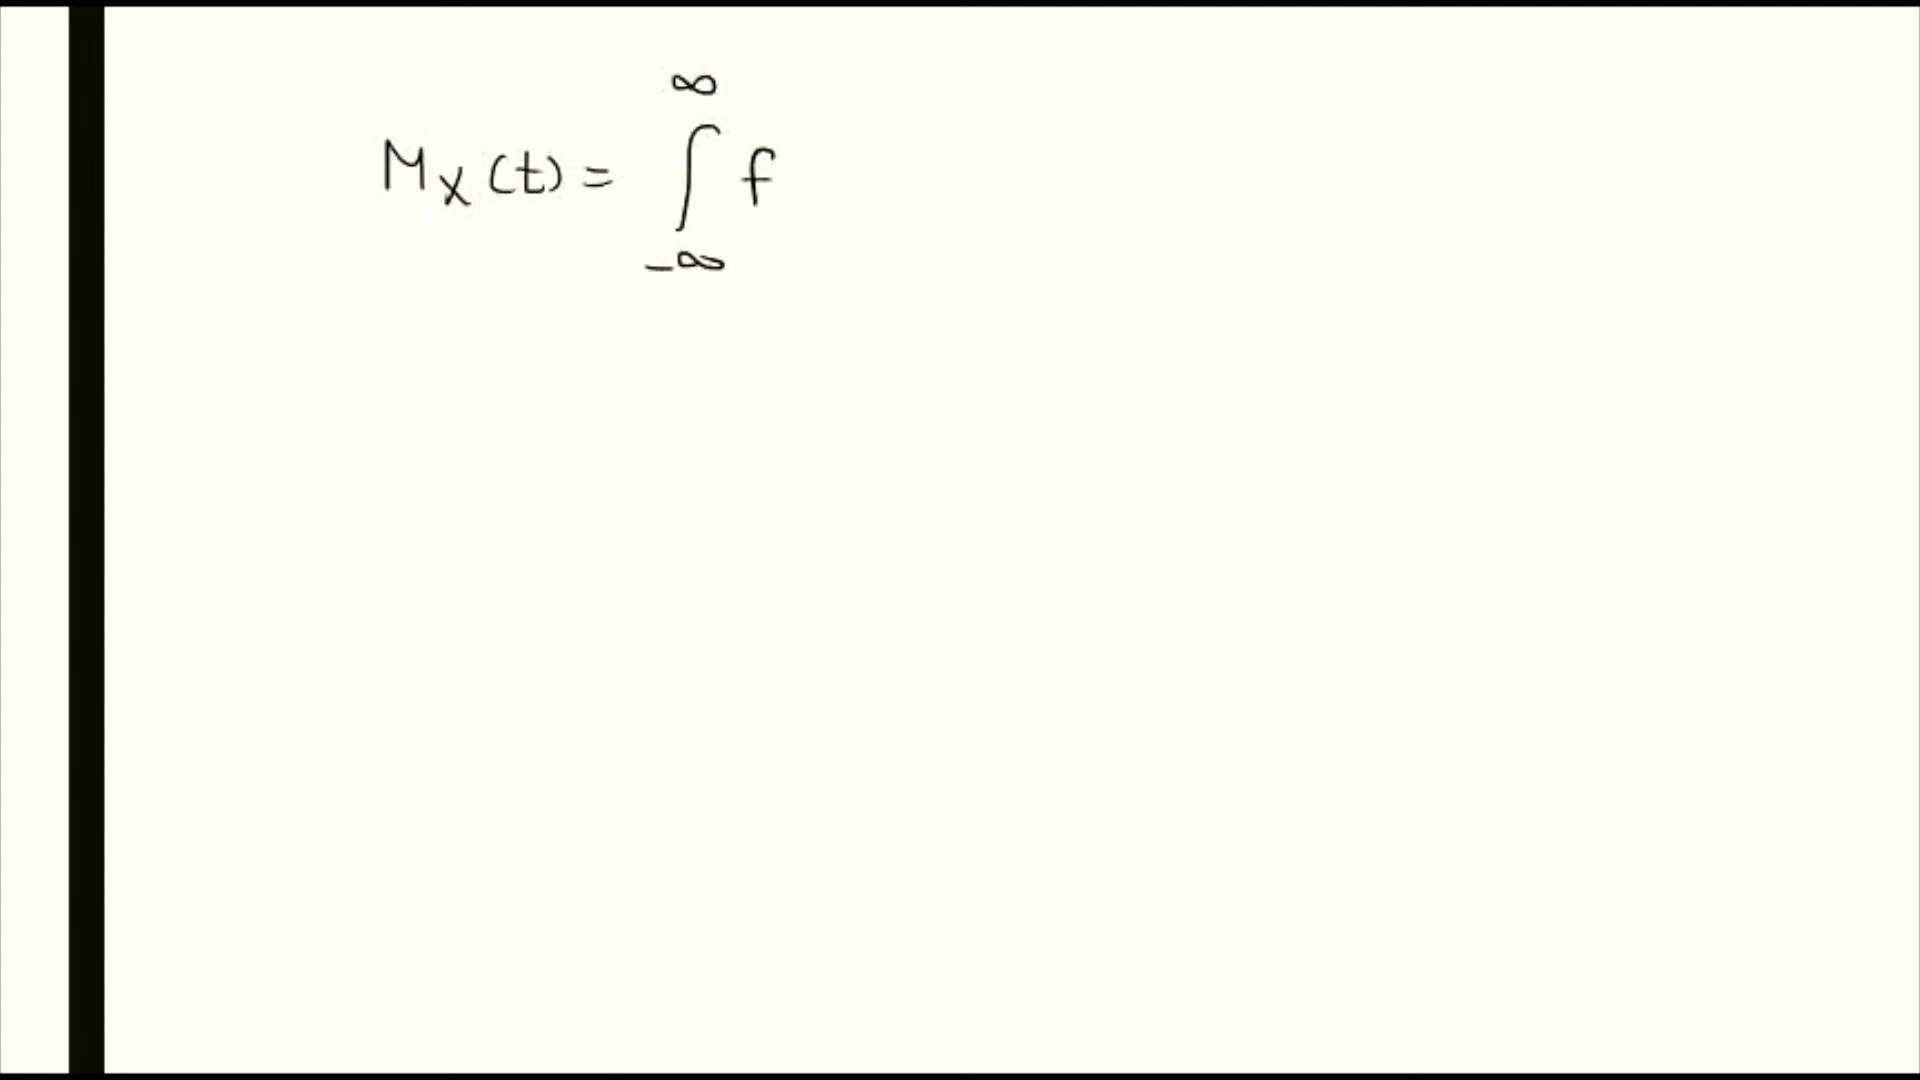 M_X(t) = ∫_{-∞}^{∞} f